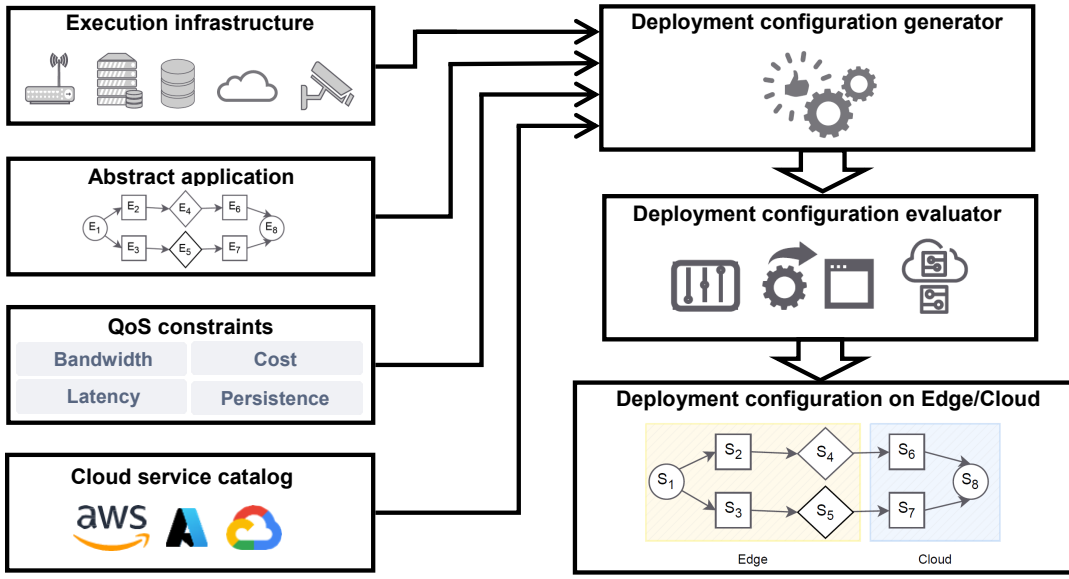 Execution infrastructure
Abstract application
E2 E4 E6
E1 E8
E3 E5 E7
QoS constraints
Bandwidth Cost
Latency Persistence
Cloud service catalog
aws
Deployment configuration generator
Deployment configuration evaluator
Deployment configuration on Edge/Cloud
S2 S4 S6
S1 S8
S3 S5 S7
Edge Cloud